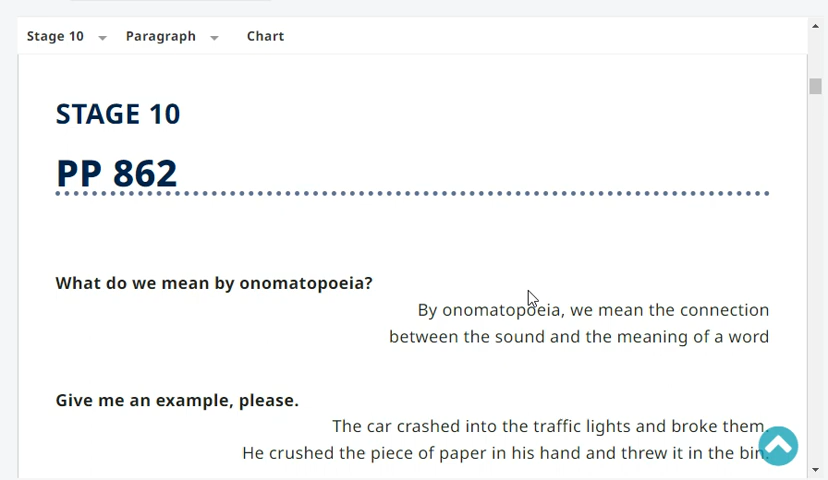 Stage 10 Paragraph Chart
STAGE 10
PP 862
What do we mean by onomatopoeia?
By onomatopoeia, we mean the connection
between the sound and the meaning of a word
Give me an example, please.
The car crashed into the traffic lights and broke them.
He crushed the piece of paper in his hand and threw it in the bin.